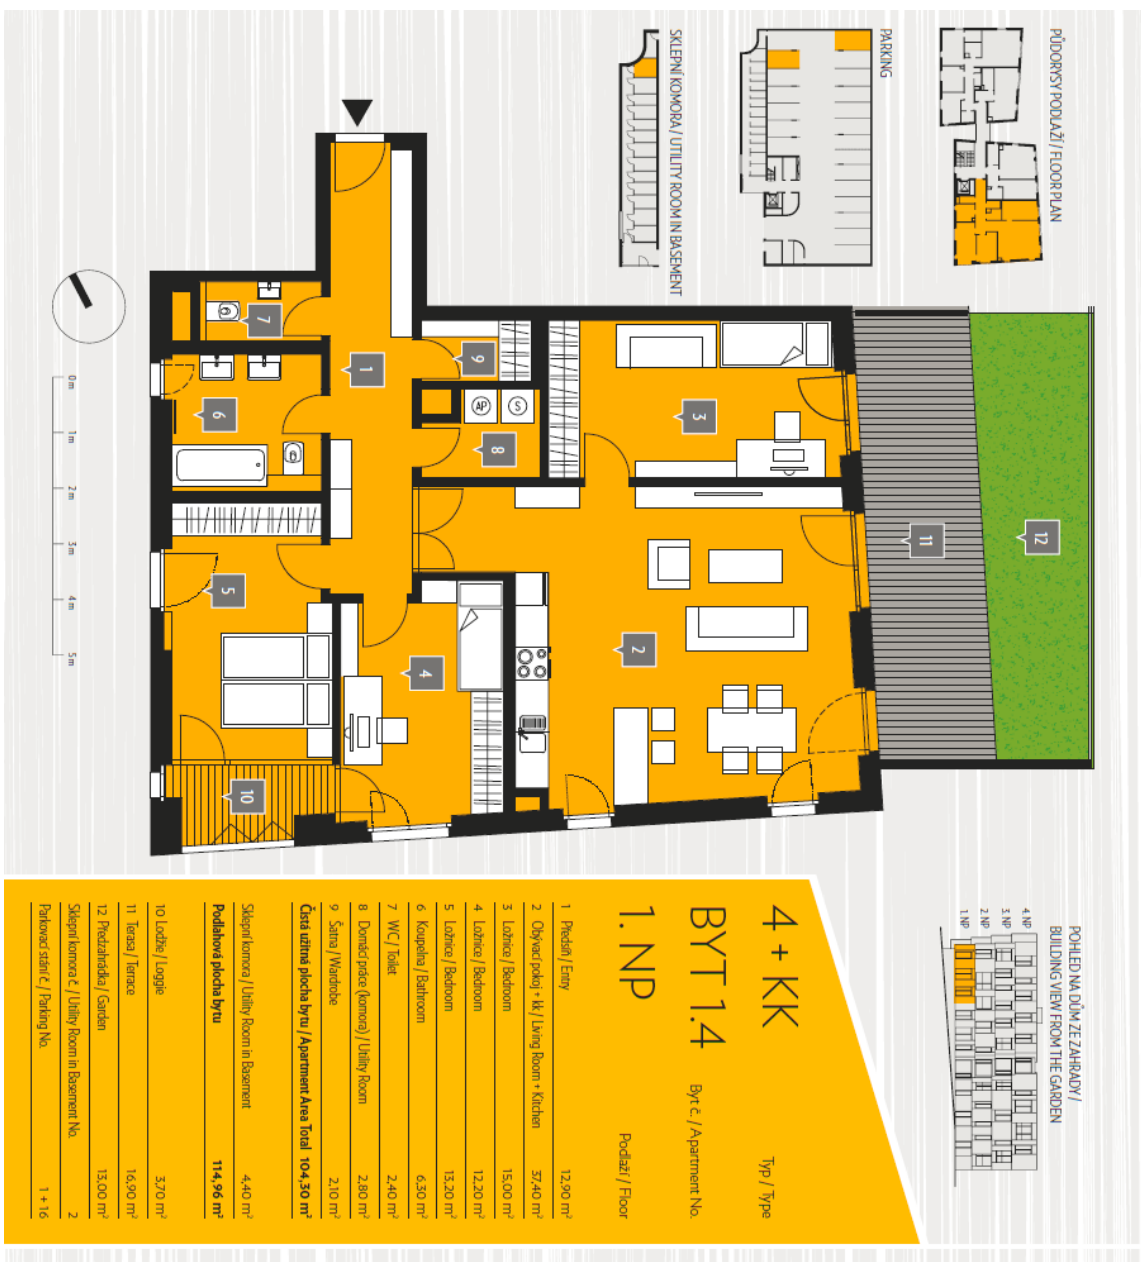 PŮDORYSY PODLAŽÍ / FLOOR PLAN
PARKING
SKLEPNÍ KOMORA / UTILITY ROOM IN BASEMENT
POHLED NA DŮM ZE ZAHRADY /
BUILDING VIEW FROM THE GARDEN
4. NP
3. NP
2. NP
1. NP
12
11
3
9
AP
S
8
1
7
6
2
4
5
10
0m 1m 2m 3m 4m 5m
4 + KK Typ / Type
BYT 1.4 Byt č. / Apartment No.
1. NP Podlaží / Floor
1 Předsíň / Entry 12,90 m²
2 Obývací pokoj + kk / Living Room + Kitchen 37,40 m²
3 Ložnice / Bedroom 15,00 m²
4 Ložnice / Bedroom 12,20 m²
5 Ložnice / Bedroom 13,20 m²
6 Koupelna / Bathroom 6,30 m²
7 WC / Toilet 2,40 m²
8 Domácí práce (komora) / Utility Room 2,80 m²
9 Šatna / Wardrobe 2,10 m²
Čistá užitná plocha bytu / Apartment Area Total 104,30 m²
Sklepní komora / Utility Room in Basement 4,40 m²
Podlahová plocha bytu 114,96 m²
10 Lodžie / Loggie 3,70 m²
11 Terasa / Terrace 16,90 m²
12 Předzahrádka / Garden 13,00 m²
Sklepní komora č. / Utility Room in Basement No. 2
Parkovací stání č. / Parking No. 1 + 16